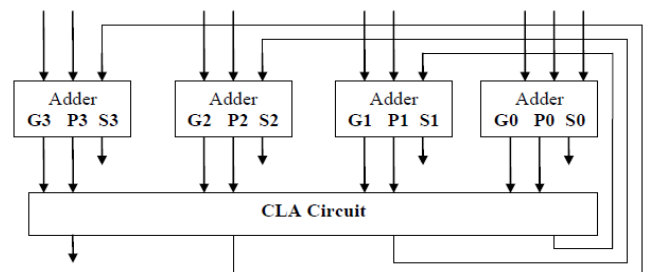 Adder Adder Adder Adder
G3 P3 S3 G2 P2 S2 G1 P1 S1 G0 P0 S0
CLA Circuit